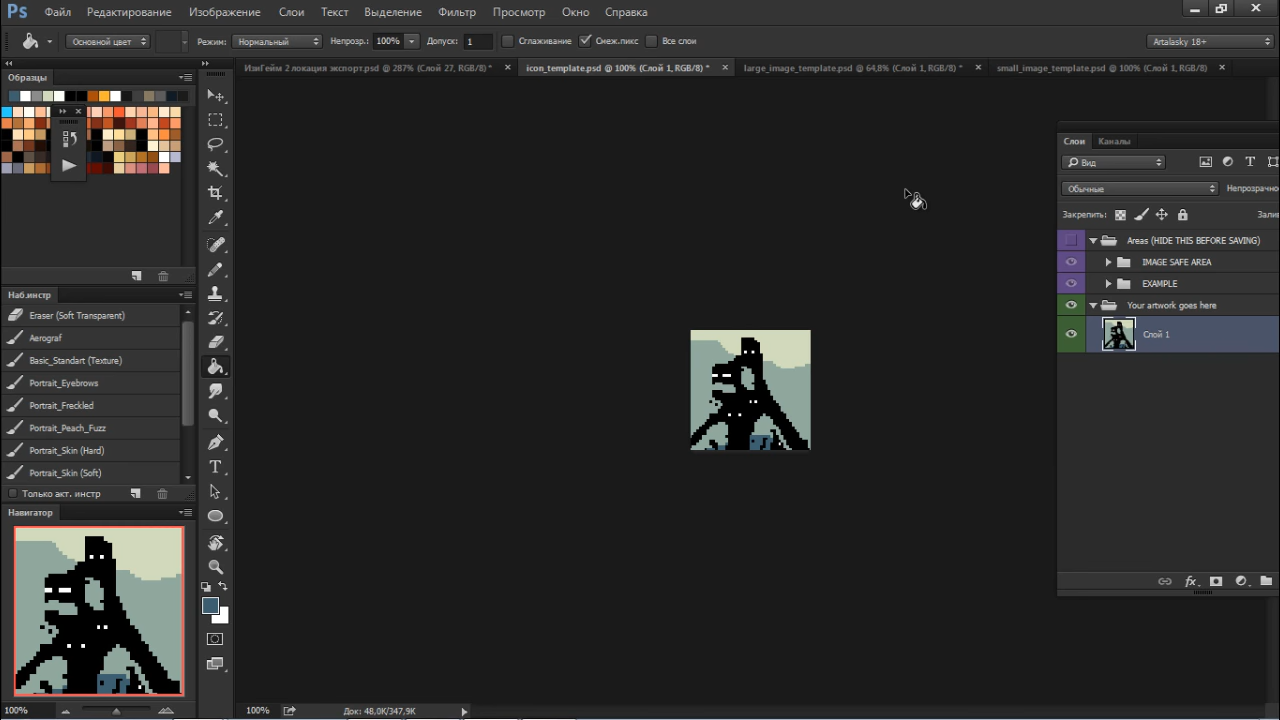 Ps Файл Редактирование Изображение Слои Текст Выделение Фильтр Просмотр Окно Справка
Основной цвет Режим: Нормальный Непрозр.: 100% Допуск: 1 Сглаживание Смеж.пикс Все слои Artalasky 18+
ИзиГейм 2 локация экспорт.psd @ 287% (Слой 27, RGB/8) * icon_template.psd @ 100% (Слой 1, RGB/8) * large_image_template.psd @ 64,8% (Слой 1, RGB/8) * small_image_template.psd @ 100% (Слой 1, RGB/8)
Образцы
Слои Каналы
Вид
Обычные Непрозрачно
Закрепить: Зали
Areas (HIDE THIS BEFORE SAVING)
IMAGE SAFE AREA
EXAMPLE
Your artwork goes here
Слой 1
Наб.инстр
Eraser (Soft Transparent)
Aerograf
Basic_Standart (Texture)
Portrait_Eyebrows
Portrait_Freckled
Portrait_Peach_Fuzz
Portrait_Skin (Hard)
Portrait_Skin (Soft)
Только акт. инстр
Навигатор
100%
100% Док: 48,0K/347,9K